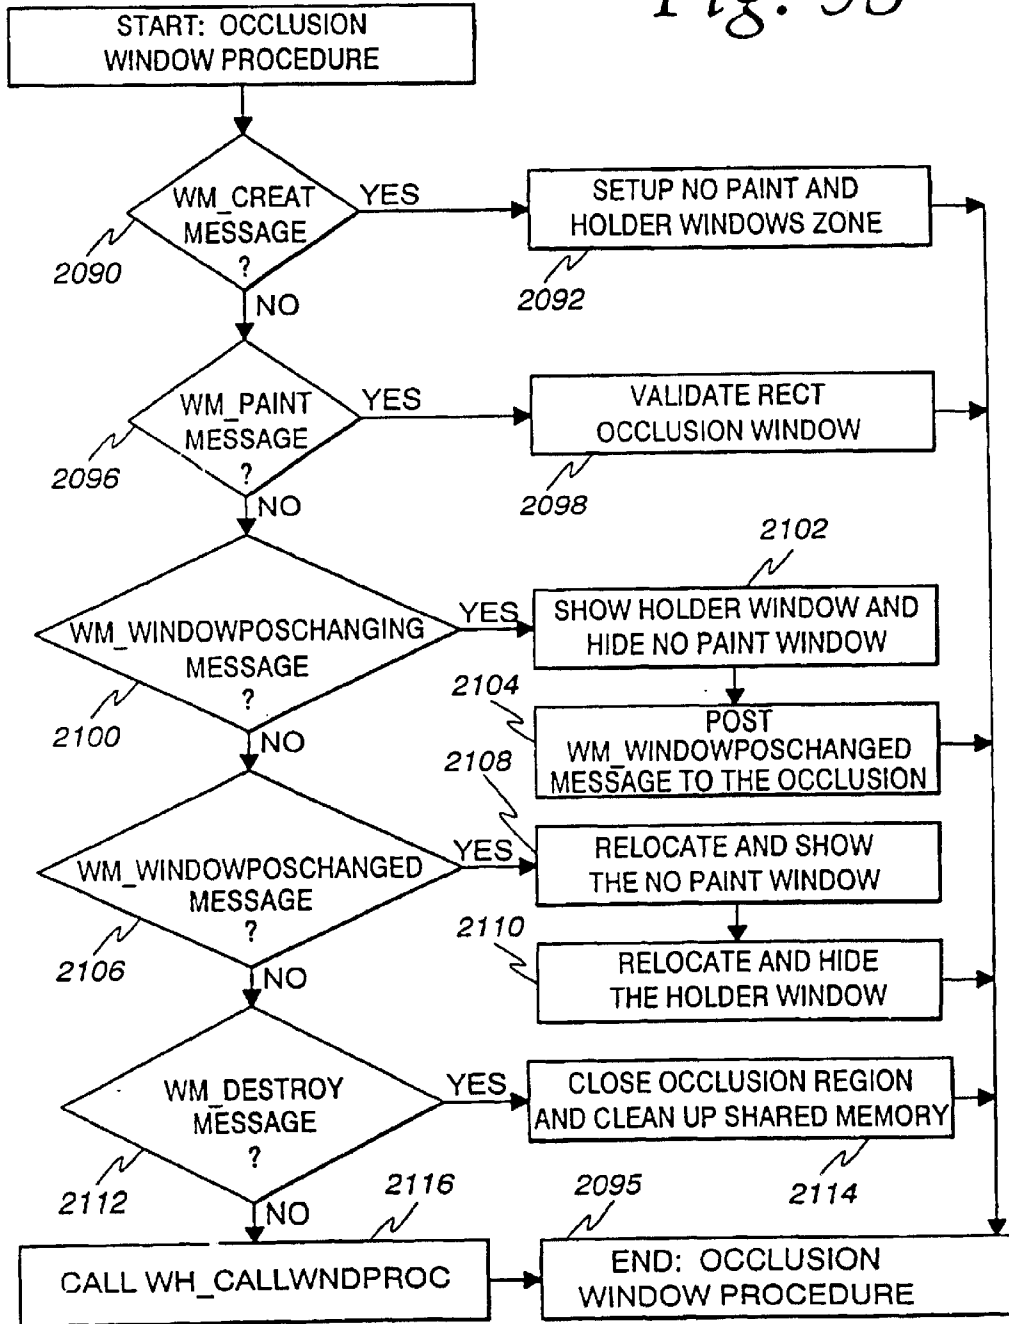 START: OCCLUSION
WINDOW PROCEDURE
WM_CREAT
MESSAGE
?
YES
2090
NO
SETUP NO PAINT AND
HOLDER WINDOWS ZONE
2092
WM_PAINT
MESSAGE
?
YES
2096
NO
VALIDATE RECT
OCCLUSION WINDOW
2098
2102
WM_WINDOWPOSCHANGING
MESSAGE
?
YES
2100
NO
SHOW HOLDER WINDOW AND
HIDE NO PAINT WINDOW
2104
POST
WM_WINDOWPOSCHANGED
MESSAGE TO THE OCCLUSION
2108
WM_WINDOWPOSCHANGED
MESSAGE
?
YES
2106
NO
RELOCATE AND SHOW
THE NO PAINT WINDOW
2110
RELOCATE AND HIDE
THE HOLDER WINDOW
WM_DESTROY
MESSAGE
?
YES
2112
NO
CLOSE OCCLUSION REGION
AND CLEAN UP SHARED MEMORY
2114
2116
CALL WH_CALLWNDPROC
2095
END: OCCLUSION
WINDOW PROCEDURE